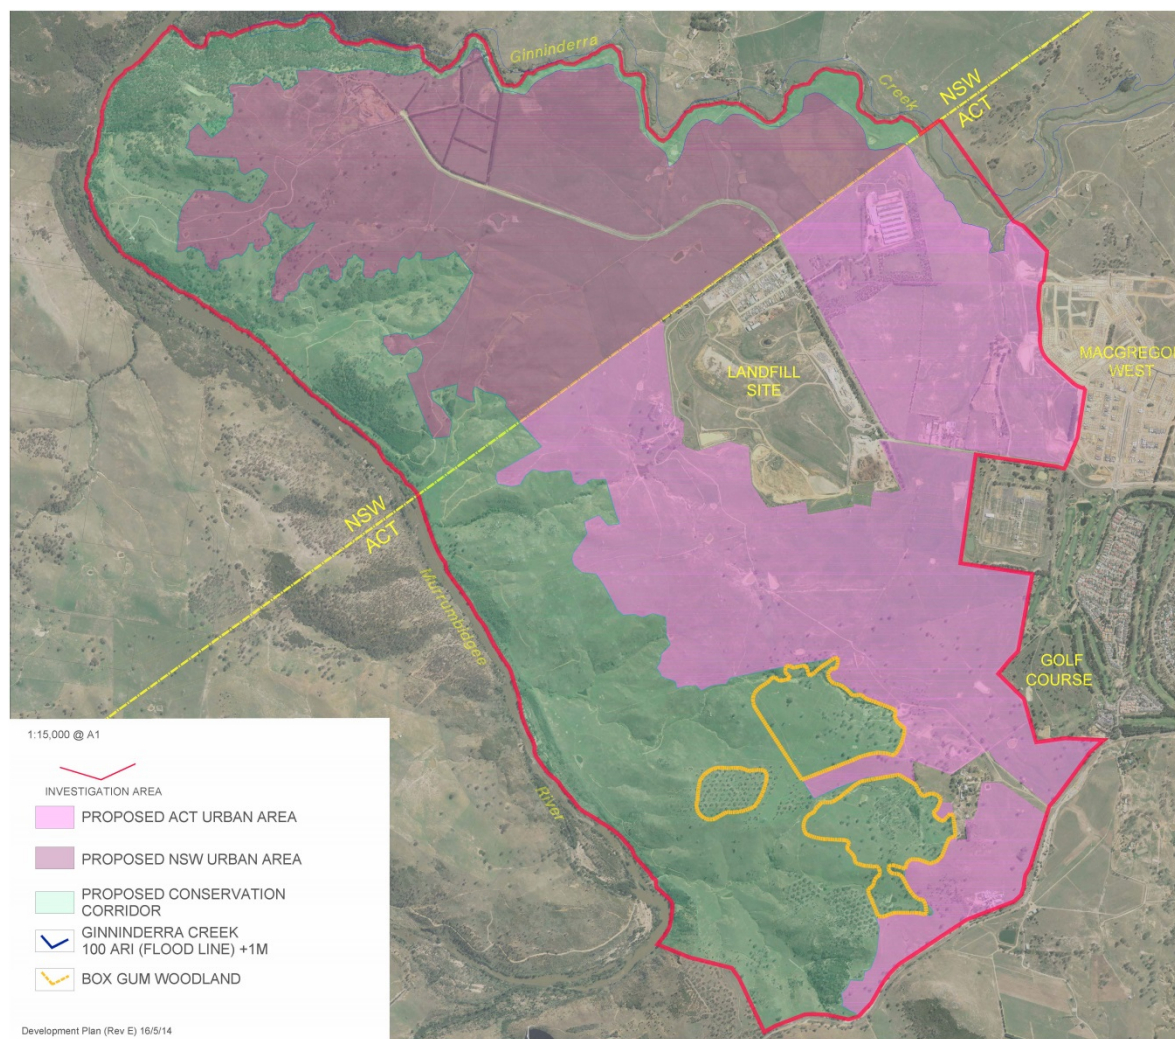 Ginninderra
Creek
NSW
ACT
MACGREGOR
WEST
LANDFILL
SITE
NSW
ACT
Murrumbidgee
River
GOLF
COURSE
1:15,000 @ A1
INVESTIGATION AREA
PROPOSED ACT URBAN AREA
PROPOSED NSW URBAN AREA
PROPOSED CONSERVATION
CORRIDOR
GINNINDERRA CREEK
100 ARI (FLOOD LINE) +1M
BOX GUM WOODLAND
Development Plan (Rev E) 16/5/14